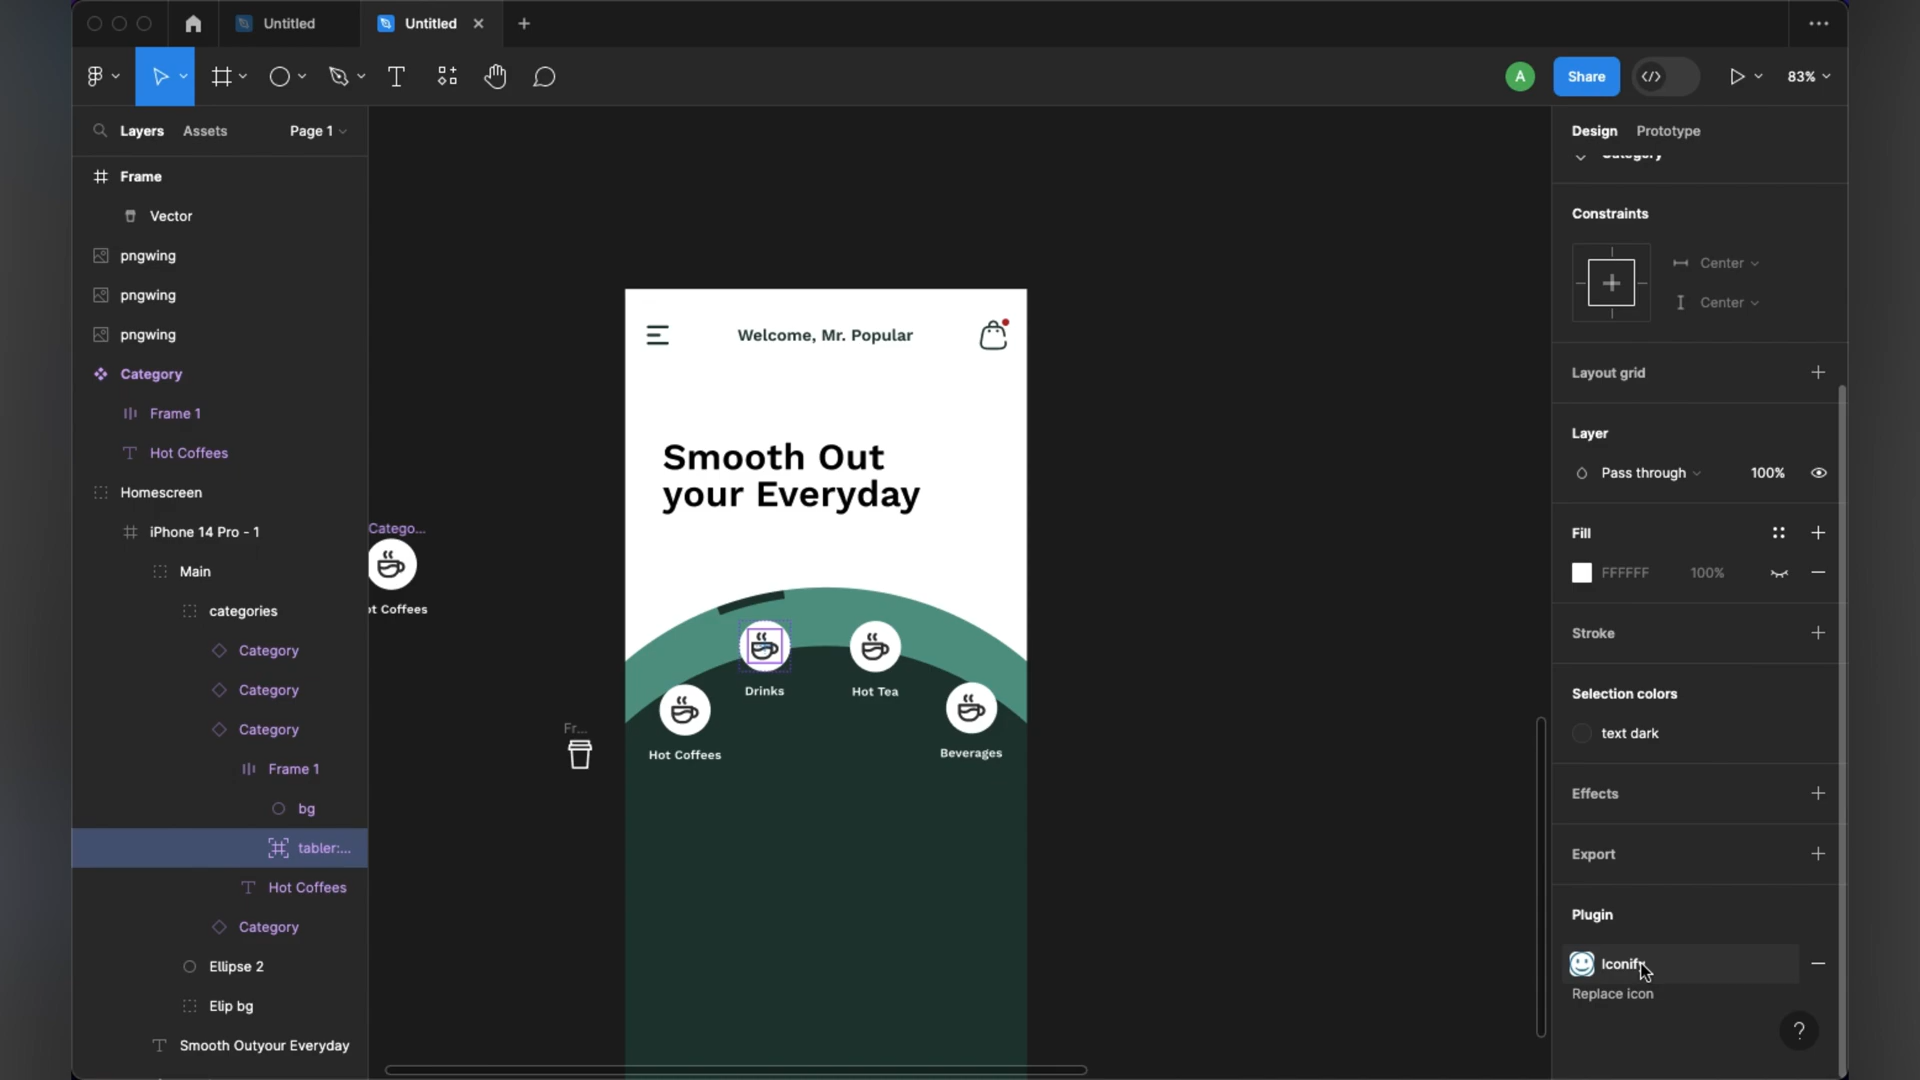 Untitled
Untitled
A
Share
83%
Layers
Assets
Page 1
Frame
Vector
pngwing
pngwing
pngwing
Category
Frame 1
Hot Coffees
Homescreen
iPhone 14 Pro - 1
Main
categories
Category
Category
Category
Frame 1
bg
tabler:...
Hot Coffees
Category
Ellipse 2
Elip bg
Smooth Outyour Everyday
Catego...
ot Coffees
Fr...
Welcome, Mr. Popular
Smooth Out
your Everyday
Drinks
Hot Tea
Hot Coffees
Beverages
Design
Prototype
Category
Constraints
Center
Center
Layout grid
Layer
Pass through
100%
Fill
FFFFFF
100%
Stroke
Selection colors
text dark
Effects
Export
Plugin
Iconify
Replace icon
?